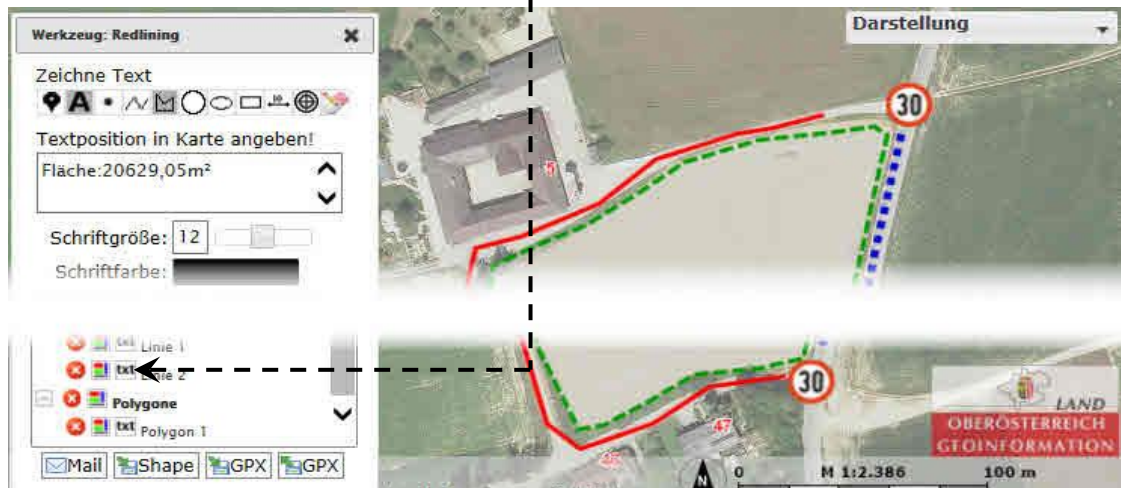 Werkzeug: Redlining
Zeichne Text
A
Textposition in Karte angeben!
Fläche:20629,05m²
Schriftgröße: 12
Schriftfarbe:
txt Linie 1
txt Linie 2
Polygone
txt Polygon 1
Mail Shape GPX GPX
Darstellung
30
5
30
47
LAND
OBERÖSTERREICH
GEOINFORMATION
N
0 M 1:2.386 100 m